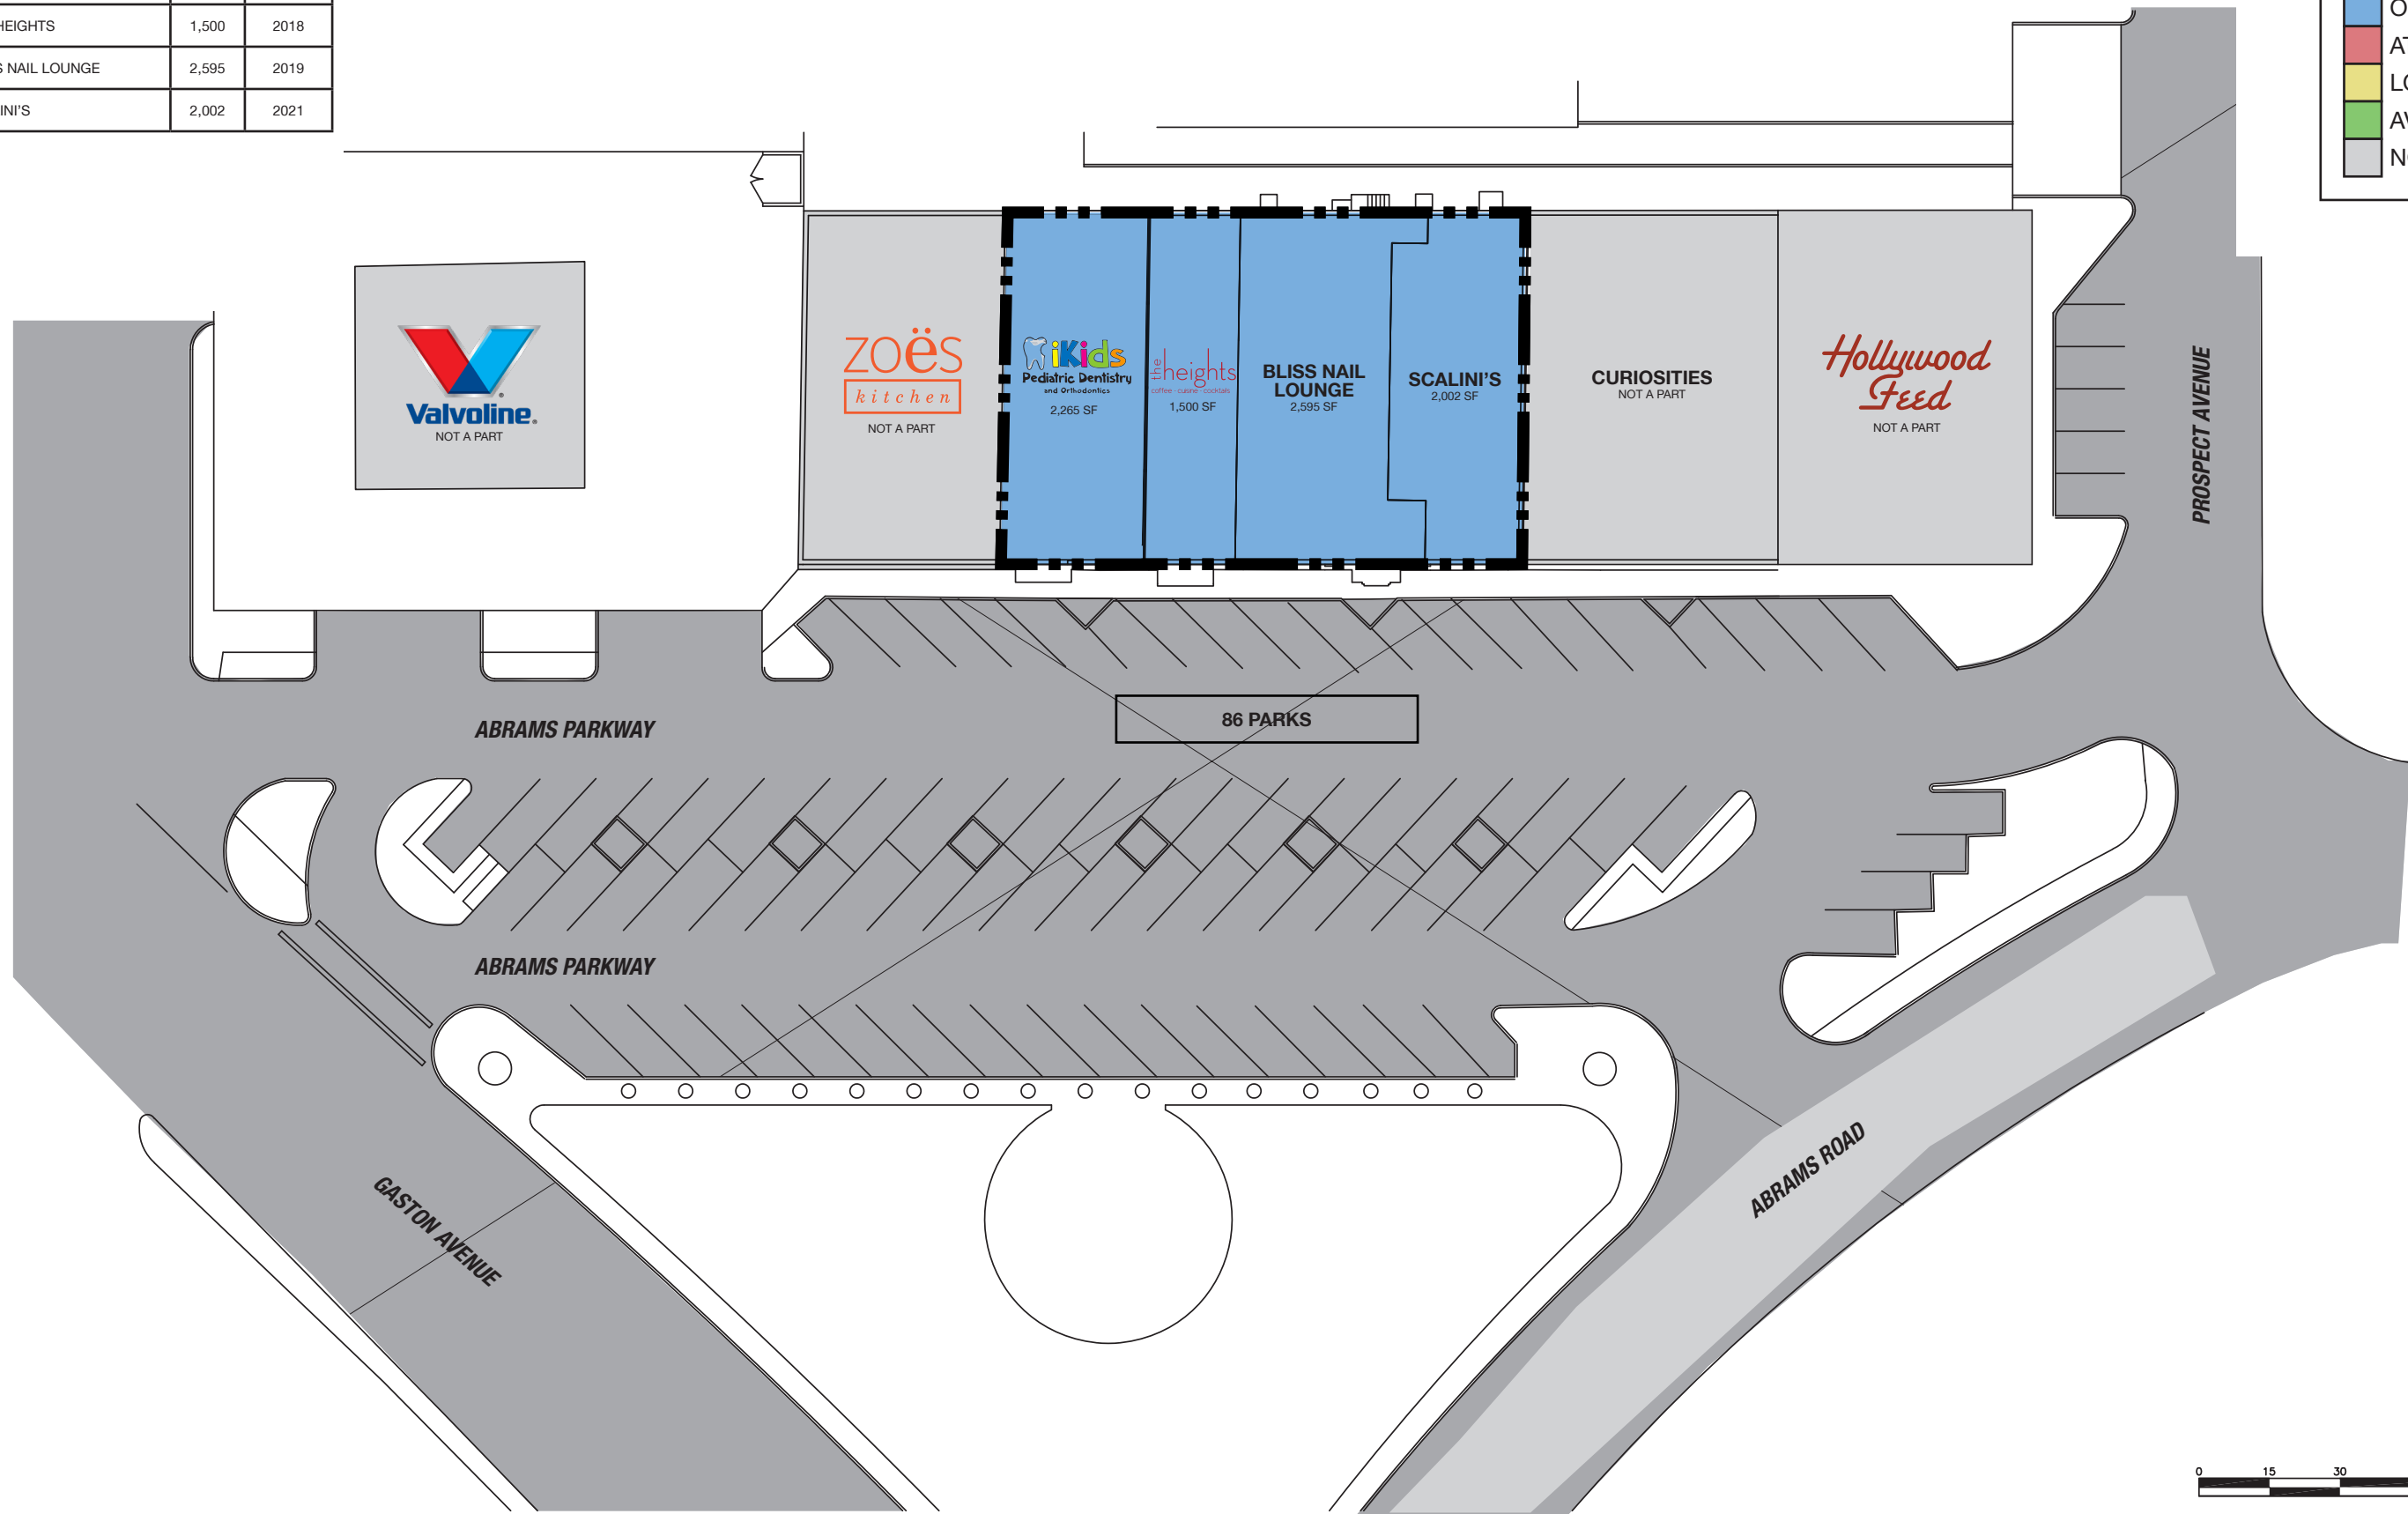 HEIGHTS 1,500 2018
NAIL LOUNGE 2,595 2019
INI'S 2,002 2021
O
A
L
A
N
Valvoline®
NOT A PART
ZOËS
kitchen
NOT A PART
iKids
Pediatric Dentistry
and Orthodontics
2,265 SF
the heights
coffee · cuisine · cocktails
1,500 SF
BLISS NAIL
LOUNGE
2,595 SF
SCALINI'S
2,002 SF
CURIOSITIES
NOT A PART
Hollywood
Feed
NOT A PART
PROSPECT AVENUE
ABRAMS PARKWAY
86 PARKS
ABRAMS PARKWAY
GASTON AVENUE
ABRAMS ROAD
0 15 30